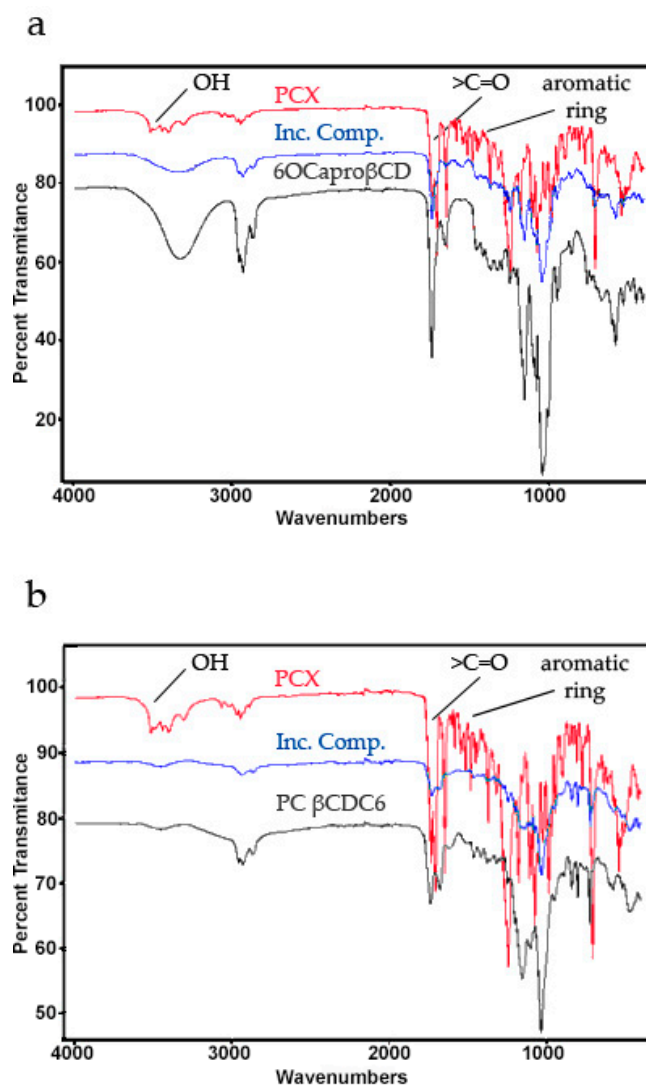 a
OH
PCX
>C=O
aromatic
ring
Inc. Comp.
6OCaproβCD
100
80
60
40
20
Percent Transmitance
4000
3000
2000
1000
Wavenumbers
b
OH
PCX
>C=O
aromatic
ring
Inc. Comp.
PC βCDC6
100
90
80
70
60
50
Percent Transmitance
4000
3000
2000
1000
Wavenumbers